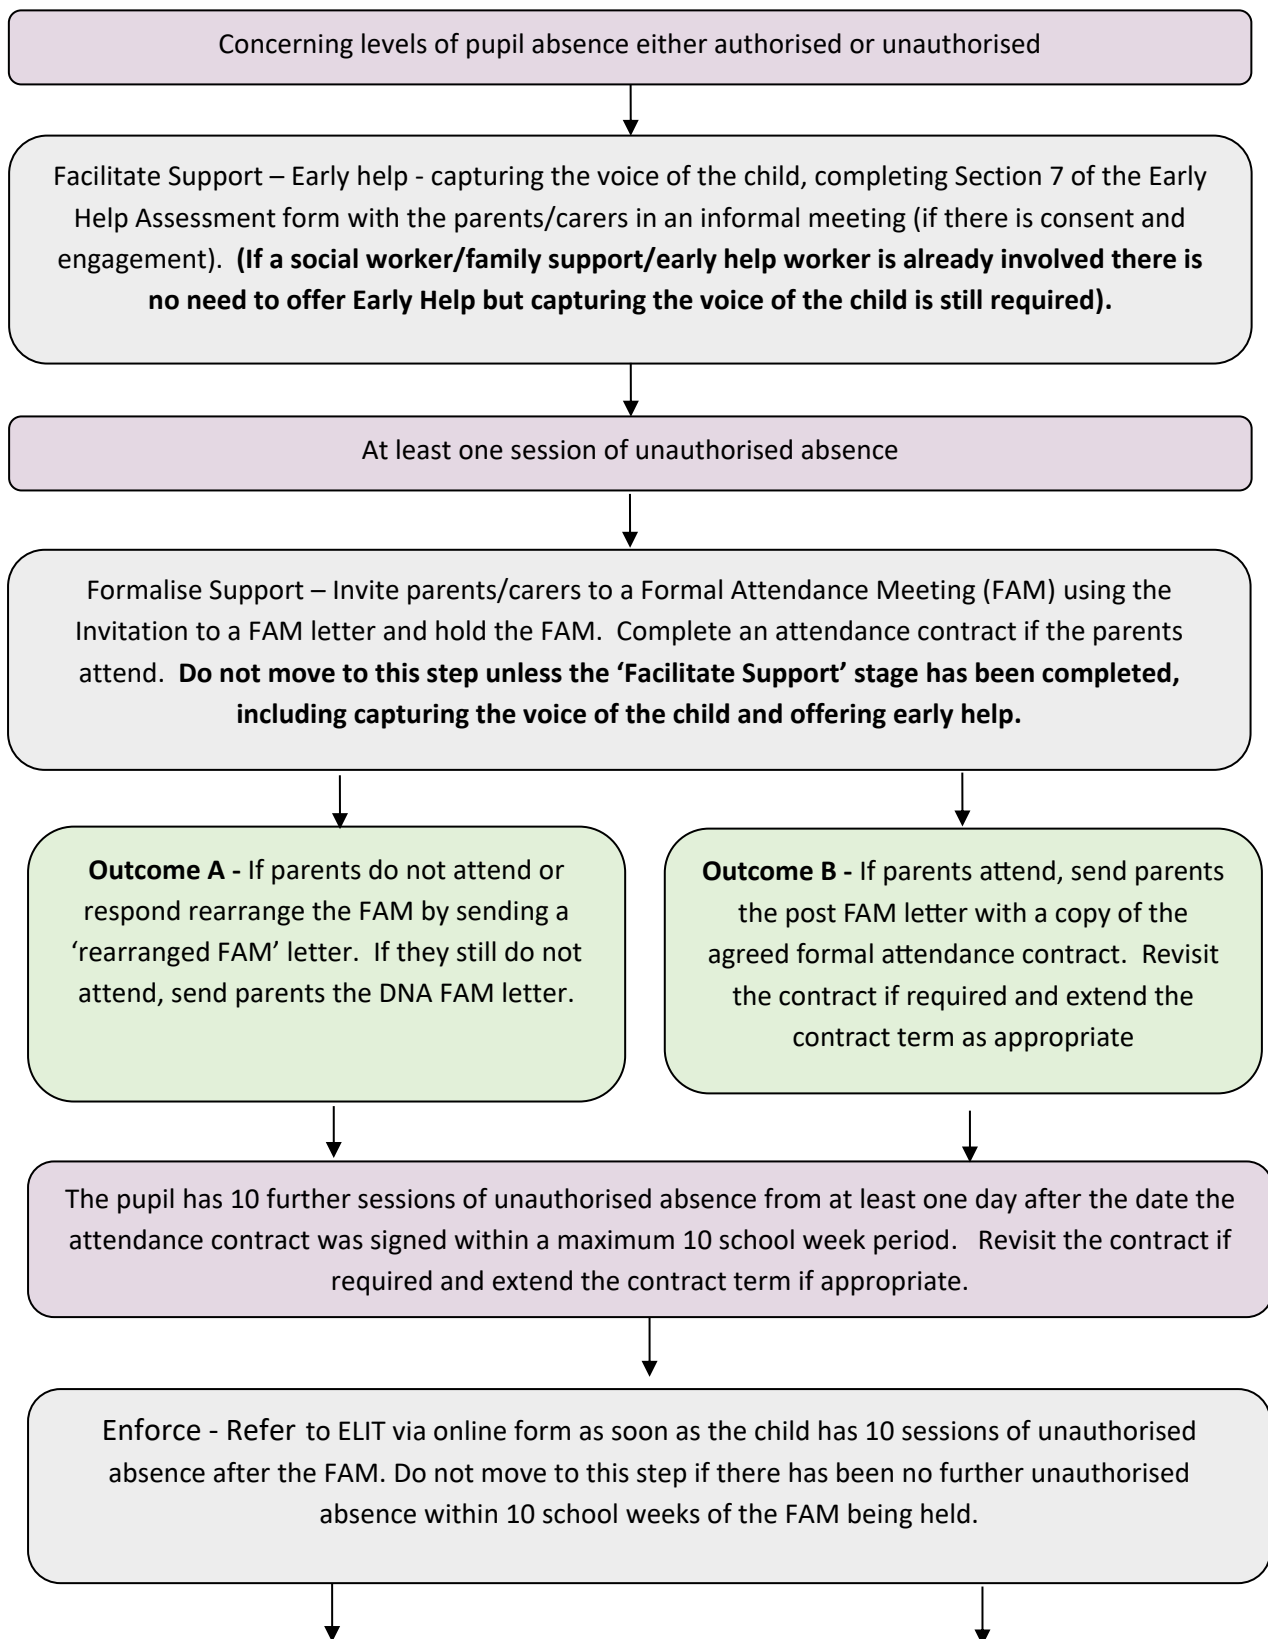 Concerning levels of pupil absence either authorised or unauthorised
Facilitate Support – Early help - capturing the voice of the child, completing Section 7 of the Early
Help Assessment form with the parents/carers in an informal meeting (if there is consent and
engagement).  (If a social worker/family support/early help worker is already involved there is
no need to offer Early Help but capturing the voice of the child is still required).
At least one session of unauthorised absence
Formalise Support – Invite parents/carers to a Formal Attendance Meeting (FAM) using the
Invitation to a FAM letter and hold the FAM.  Complete an attendance contract if the parents
attend.  Do not move to this step unless the ‘Facilitate Support’ stage has been completed,
including capturing the voice of the child and offering early help.
Outcome A - If parents do not attend or
respond rearrange the FAM by sending a
‘rearranged FAM’ letter.  If they still do not
attend, send parents the DNA FAM letter.
Outcome B - If parents attend, send parents
the post FAM letter with a copy of the
agreed formal attendance contract.  Revisit
the contract if required and extend the
contract term as appropriate
The pupil has 10 further sessions of unauthorised absence from at least one day after the date the
attendance contract was signed within a maximum 10 school week period.   Revisit the contract if
required and extend the contract term if appropriate.
Enforce - Refer to ELIT via online form as soon as the child has 10 sessions of unauthorised
absence after the FAM. Do not move to this step if there has been no further unauthorised
absence within 10 school weeks of the FAM being held.